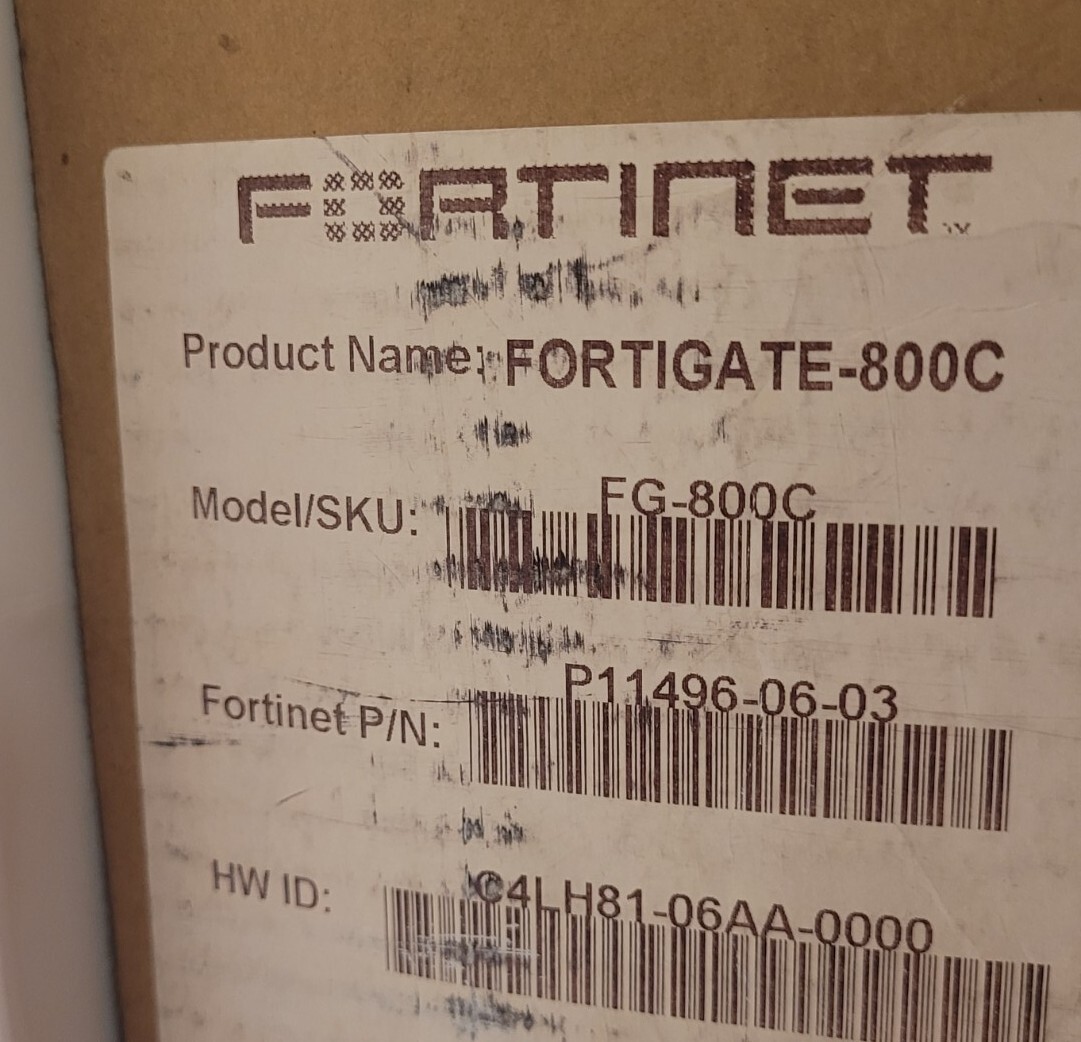 FORTINET
Product Name: FORTIGATE-800C
Model/SKU: FG-800C
Fortinet P/N: P11496-06-03
HW ID: C4LH81-06AA-0000